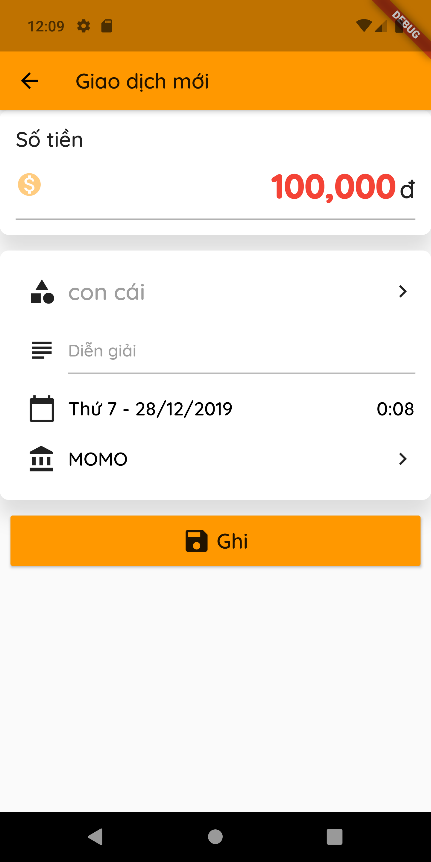 12:09
DEBUG
Giao dịch mới
Số tiền
100,000 đ
con cái
Diễn giải
Thứ 7 - 28/12/2019 0:08
MOMO
Ghi